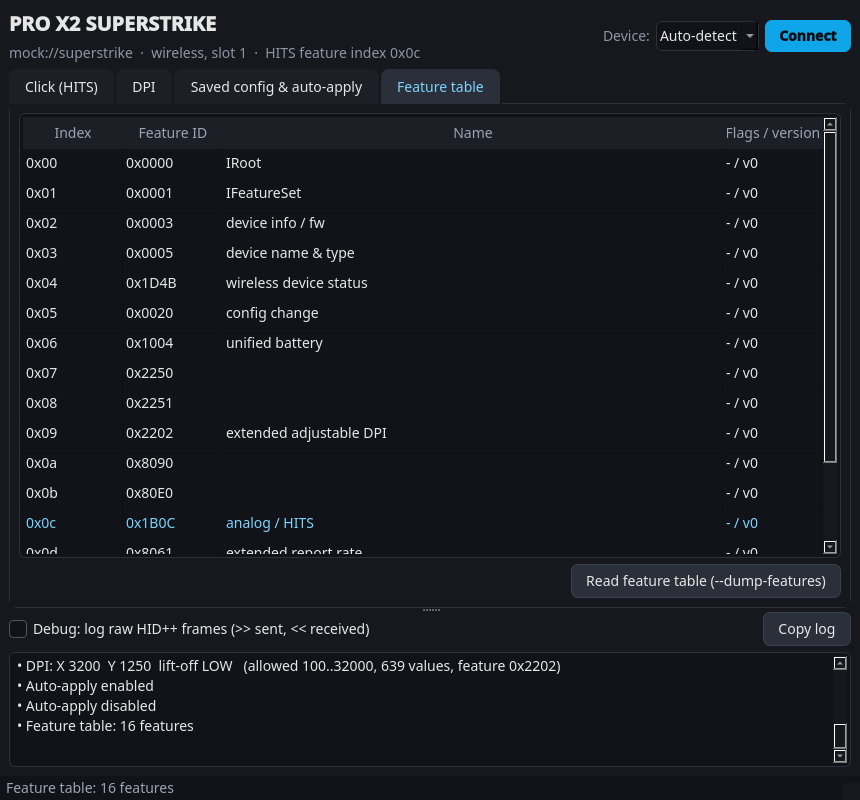 PRO X2 SUPERSTRIKE
mock://superstrike · wireless, slot 1 · HITS feature index 0x0c
Device: Auto-detect Connect
Click (HITS) DPI Saved config & auto-apply Feature table
Index Feature ID Name Flags / version
0x00 0x0000 IRoot - / v0
0x01 0x0001 IFeatureSet - / v0
0x02 0x0003 device info / fw - / v0
0x03 0x0005 device name & type - / v0
0x04 0x1D4B wireless device status - / v0
0x05 0x0020 config change - / v0
0x06 0x1004 unified battery - / v0
0x07 0x2250 - / v0
0x08 0x2251 - / v0
0x09 0x2202 extended adjustable DPI - / v0
0x0a 0x8090 - / v0
0x0b 0x80E0 - / v0
0x0c 0x1B0C analog / HITS - / v0
0x0d 0x8061 extended report rate - / v0
Read feature table (--dump-features)
Debug: log raw HID++ frames (>> sent, << received) Copy log
• DPI: X 3200 Y 1250 lift-off LOW (allowed 100..32000, 639 values, feature 0x2202)
• Auto-apply enabled
• Auto-apply disabled
• Feature table: 16 features
Feature table: 16 features